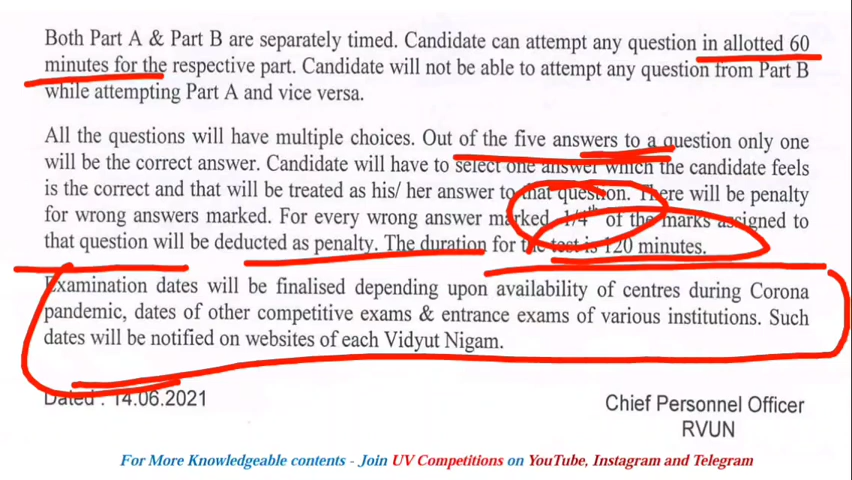 Both Part A & Part B are separately timed. Candidate can attempt any question in allotted 60
minutes for the respective part. Candidate will not be able to attempt any question from Part B
while attempting Part A and vice versa.
All the questions will have multiple choices. Out of the five answers to a question only one
will be the correct answer. Candidate will have to select one answer which the candidate feels
is the correct and that will be treated as his/ her answer to that question. There will be penalty
for wrong answers marked. For every wrong answer marked 1/4th of the marks assigned to
that question will be deducted as penalty. The duration for the test is 120 minutes.
Examination dates will be finalised depending upon availability of centres during Corona
pandemic, dates of other competitive exams & entrance exams of various institutions. Such
dates will be notified on websites of each Vidyut Nigam.
Dated : 14.06.2021
Chief Personnel Officer
RVUN
For More Knowledgeable contents - Join UV Competitions on YouTube, Instagram and Telegram